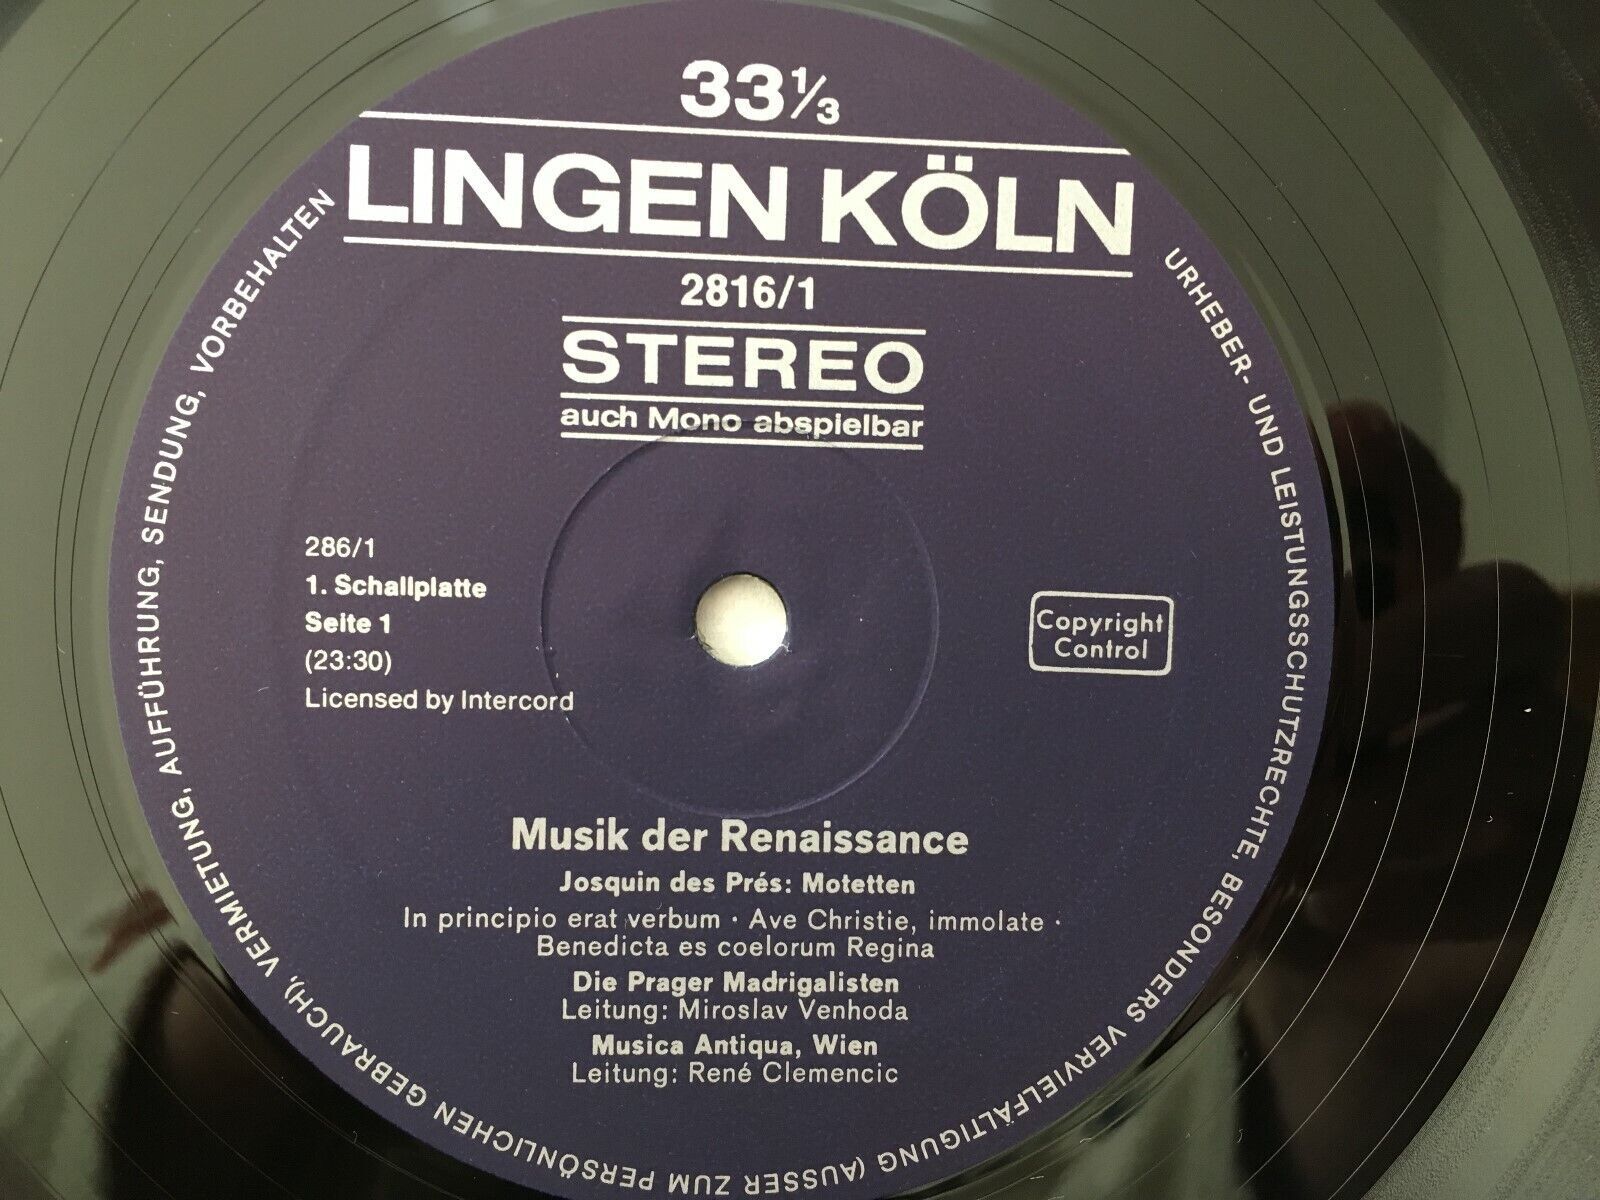 33 1/3
LINGEN KÖLN
2816/1
STEREO
auch Mono abspielbar
286/1
1. Schallplatte
Seite 1
(23:30)
Licensed by Intercord
Copyright
Control
Musik der Renaissance
Josquin des Prés: Motetten
In principio erat verbum · Ave Christie, immolate ·
Benedicta es coelorum Regina
Die Prager Madrigalisten
Leitung: Miroslav Venhoda
Musica Antiqua, Wien
Leitung: René Clemencic
URHEBER- UND LEISTUNGSSCHUTZRECHTE, BESONDERS VERVIELFÄLTIGUNG (AUSSER ZUM PERSÖNLICHEN GEBRAUCH), VERMIETUNG, AUFFÜHRUNG, SENDUNG, VORBEHALTEN